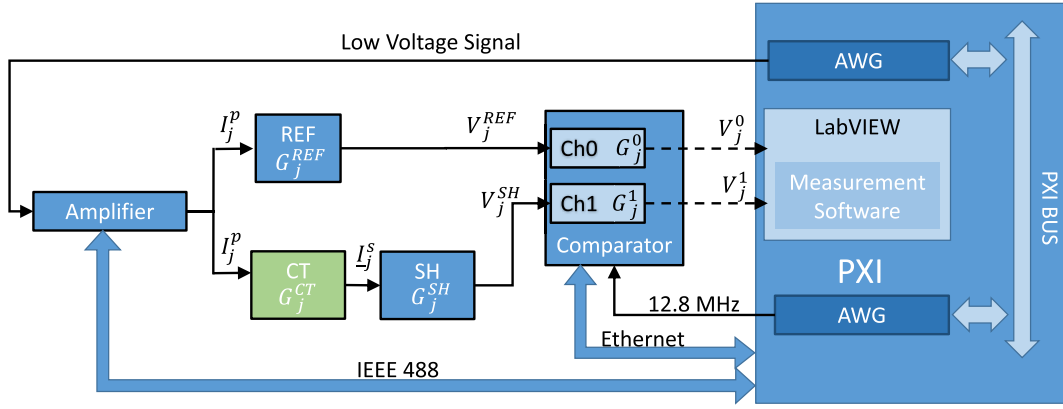 Low Voltage Signal
AWG
LabVIEW
Measurement
Software
PXI
AWG
PXI BUS
Amplifier
I_j^p
REF
G_j^{REF}
V_j^{REF}
Ch0 G_j^0
V_j^0
Ch1 G_j^1
V_j^1
Comparator
V_j^{SH}
I_j^p
CT
G_j^{CT}
I_j^s
SH
G_j^{SH}
12.8 MHz
Ethernet
IEEE 488